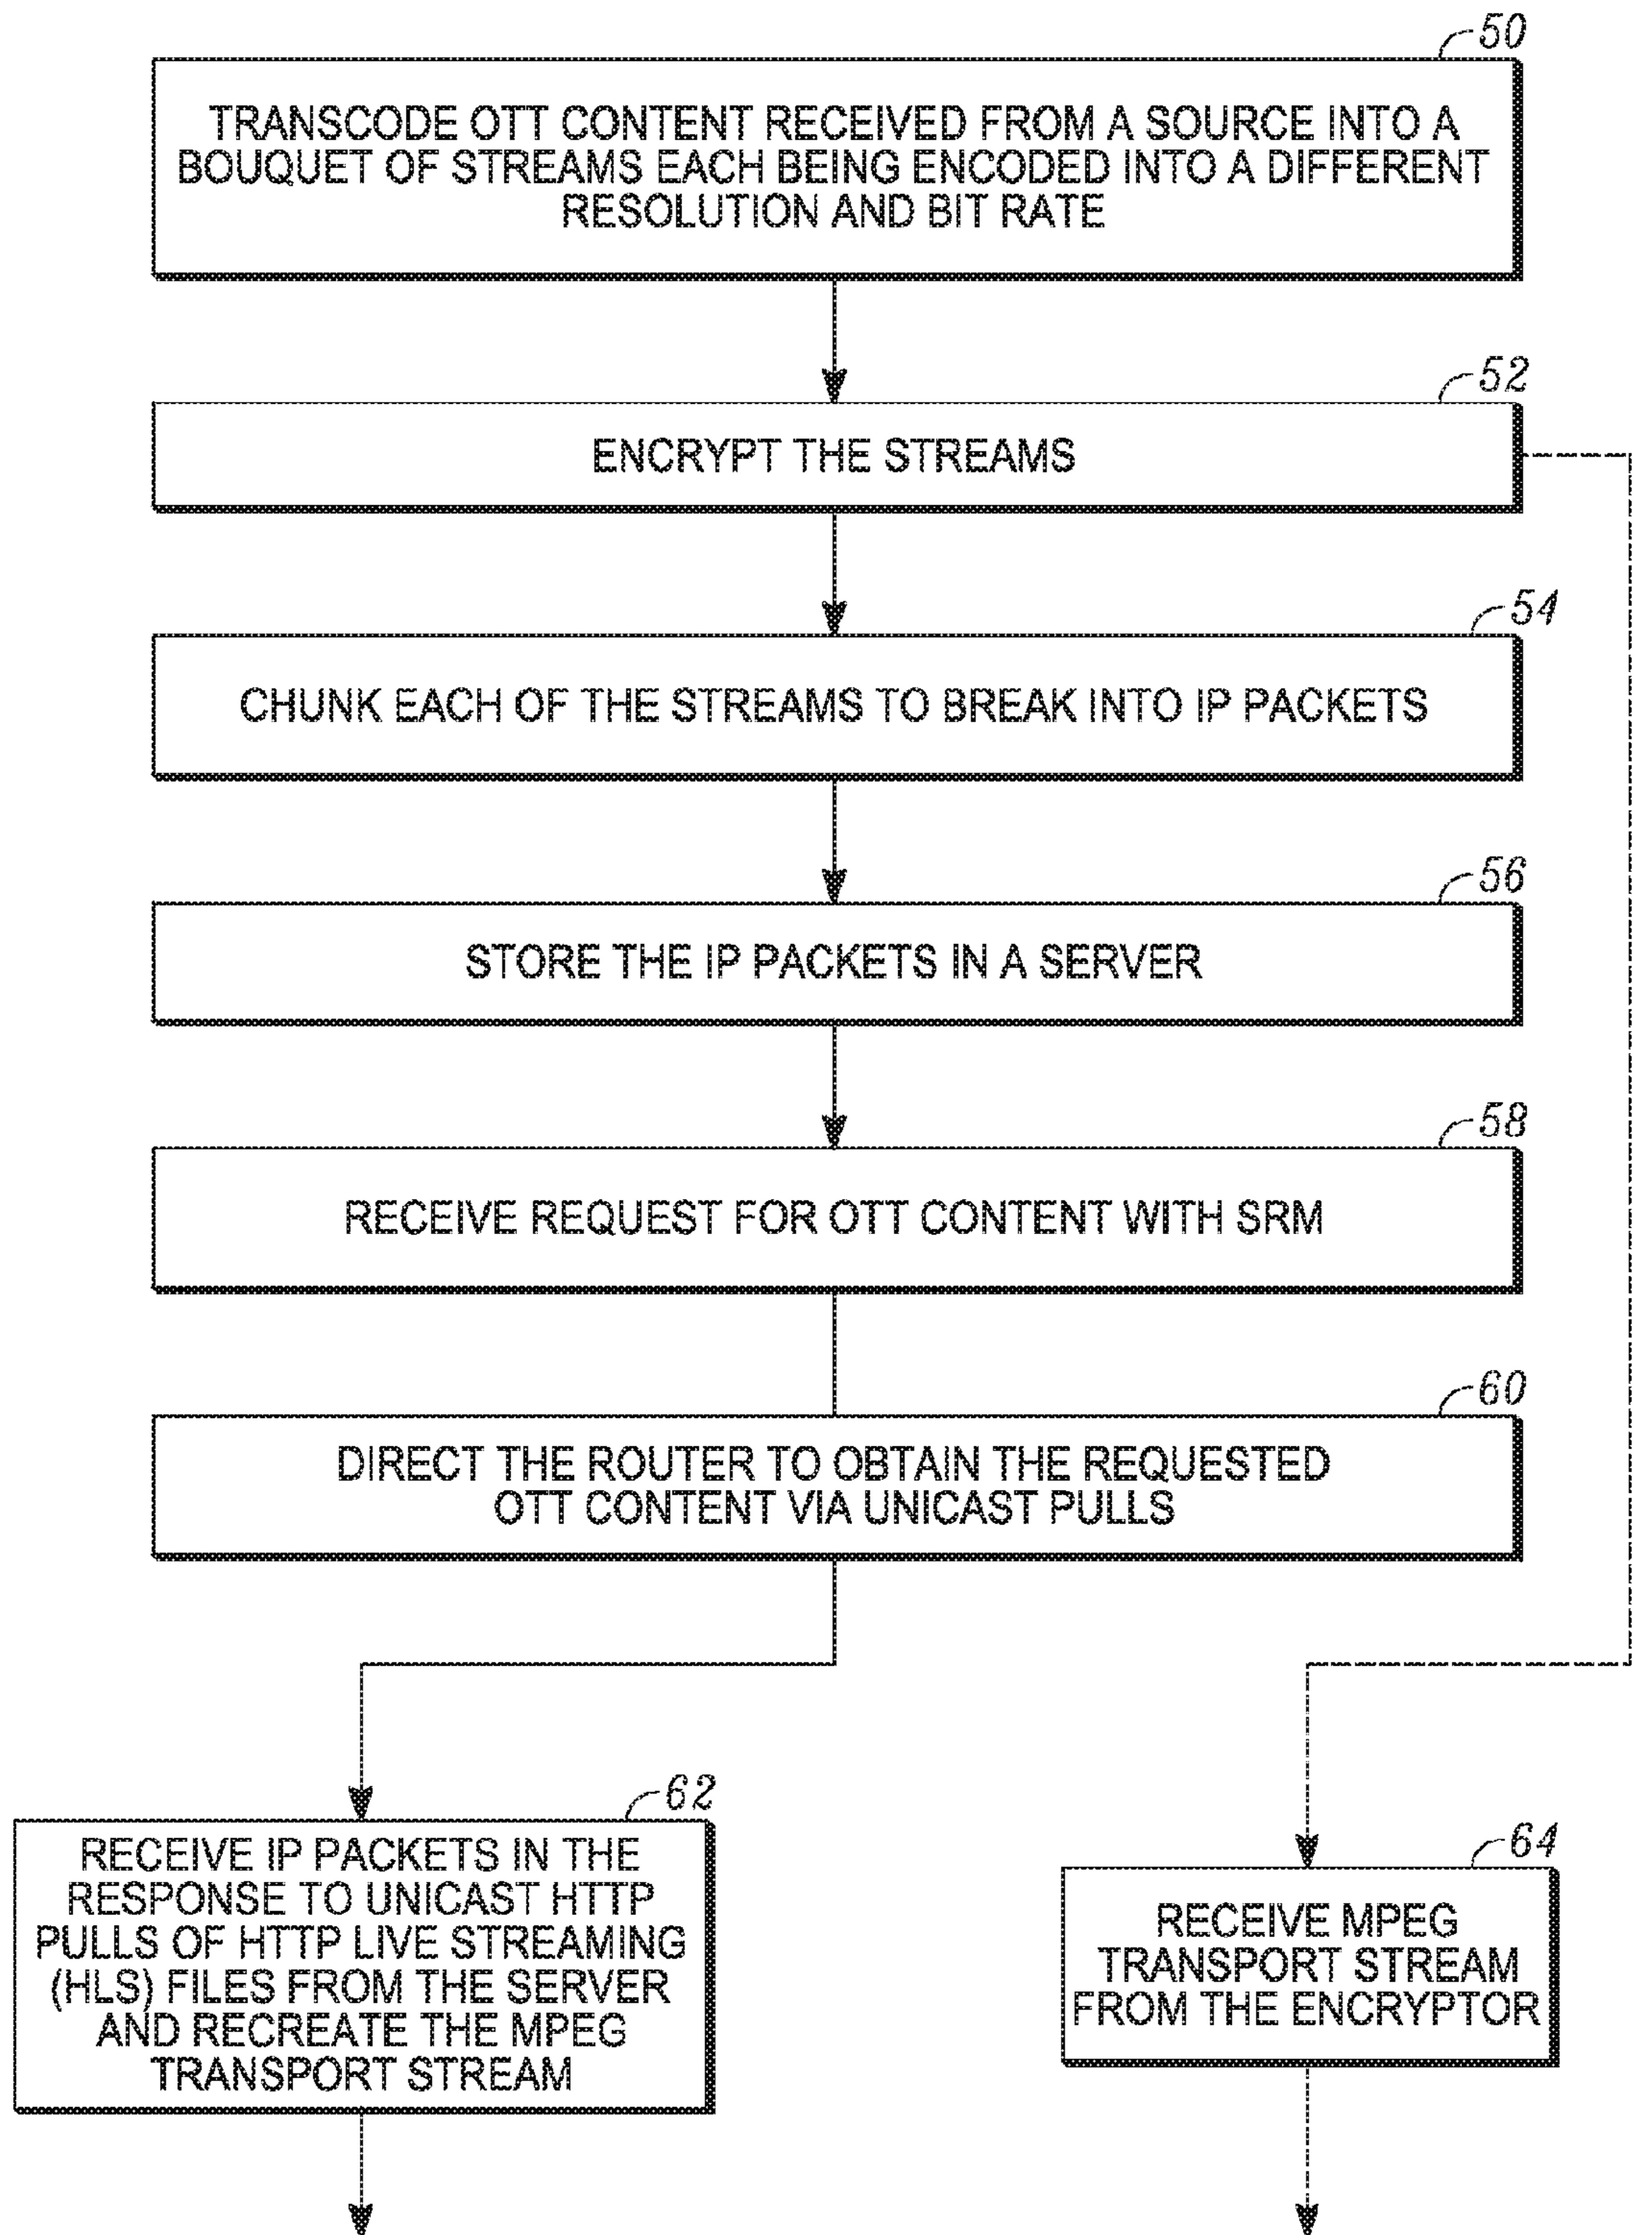 50
TRANSCODE OTT CONTENT RECEIVED FROM A SOURCE INTO A
BOUQUET OF STREAMS EACH BEING ENCODED INTO A DIFFERENT
RESOLUTION AND BIT RATE
52
ENCRYPT THE STREAMS
54
CHUNK EACH OF THE STREAMS TO BREAK INTO IP PACKETS
56
STORE THE IP PACKETS IN A SERVER
58
RECEIVE REQUEST FOR OTT CONTENT WITH SRM
60
DIRECT THE ROUTER TO OBTAIN THE REQUESTED
OTT CONTENT VIA UNICAST PULLS
62
RECEIVE IP PACKETS IN THE
RESPONSE TO UNICAST HTTP
PULLS OF HTTP LIVE STREAMING
(HLS) FILES FROM THE SERVER
AND RECREATE THE MPEG
TRANSPORT STREAM
64
RECEIVE MPEG
TRANSPORT STREAM
FROM THE ENCRYPTOR